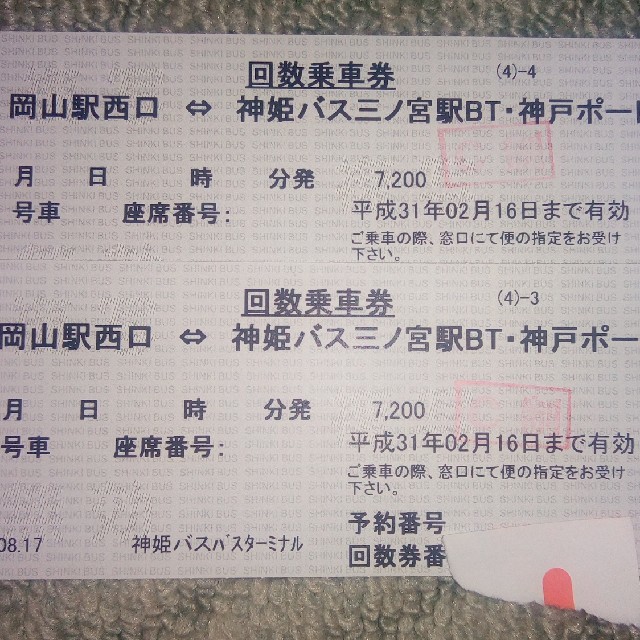 回数乗車券 (4)-4
岡山駅西口 ⇔ 神姫バス三ノ宮駅BT・神戸ポー
月 日 時 分発 7,200
号車 座席番号: 平成31年02月16日まで有効
ご乗車の際、窓口にて便の指定をお受け
下さい。
回数乗車券 (4)-3
岡山駅西口 ⇔ 神姫バス三ノ宮駅BT・神戸ポー
月 日 時 分発 7,200
号車 座席番号: 平成31年02月16日まで有効
ご乗車の際、窓口にて便の指定をお受け
下さい。
予約番号
08.17 神姫バスバスターミナル 回数券番
SHINKI BUS